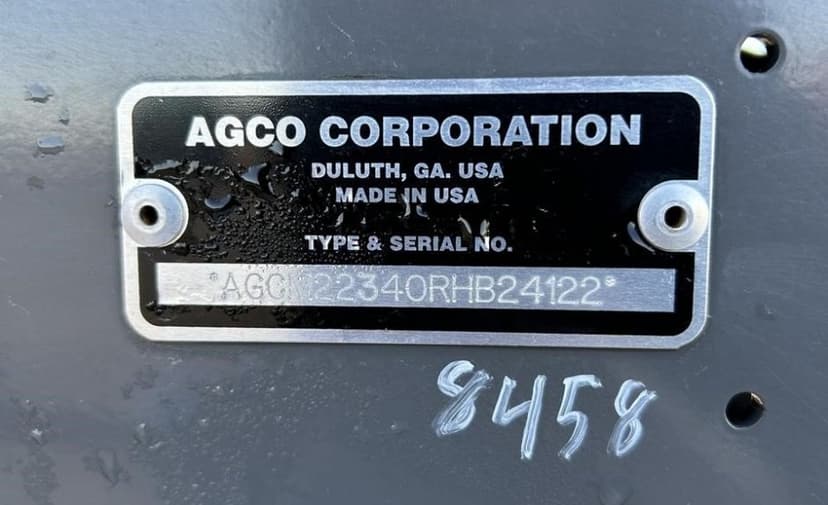 AGCO CORPORATION
DULUTH, GA. USA
MADE IN USA
TYPE & SERIAL NO.
*AGCM22340RHB24122*
8458